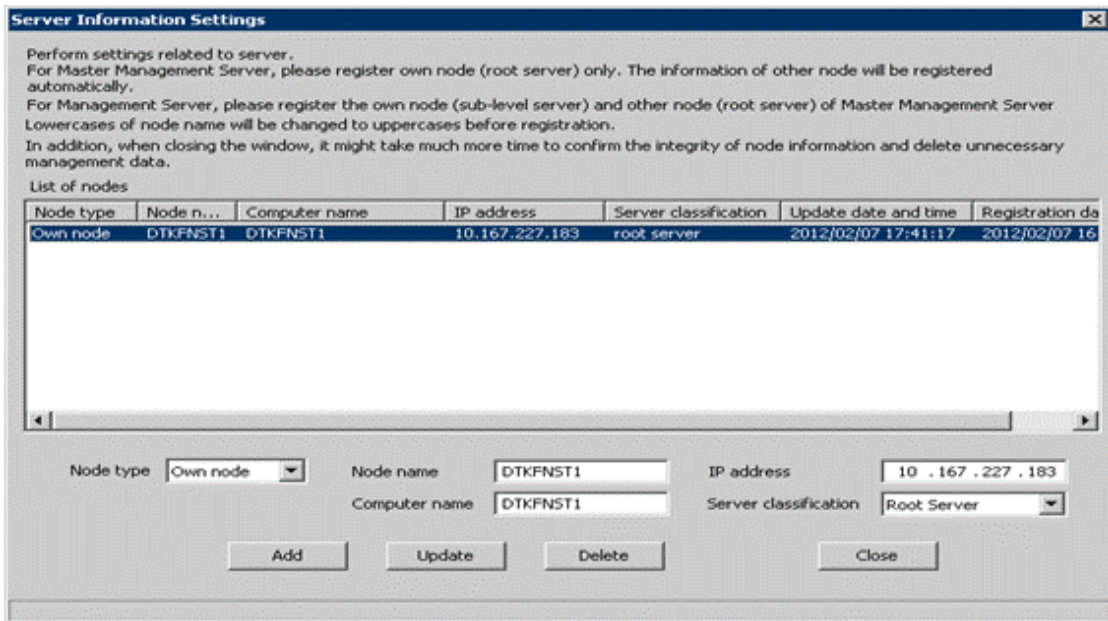 Server Information Settings
Perform settings related to server.
For Master Management Server, please register own node (root server) only. The information of other node will be registered
automatically.
For Management Server, please register the own node (sub-level server) and other node (root server) of Master Management Server
Lowercases of node name will be changed to uppercases before registration.
In addition, when closing the window, it might take much more time to confirm the integrity of node information and delete unnecessary
management data.
List of nodes
Node type Node n... Computer name IP address Server classification Update date and time Registration da
Own node DTKFNST1 DTKFNST1 10.167.227.183 root server 2012/02/07 17:41:17 2012/02/07 16
Node type Own node Node name DTKFNST1 IP address 10 .167 .227 .183
Computer name DTKFNST1 Server classification Root Server
Add Update Delete Close